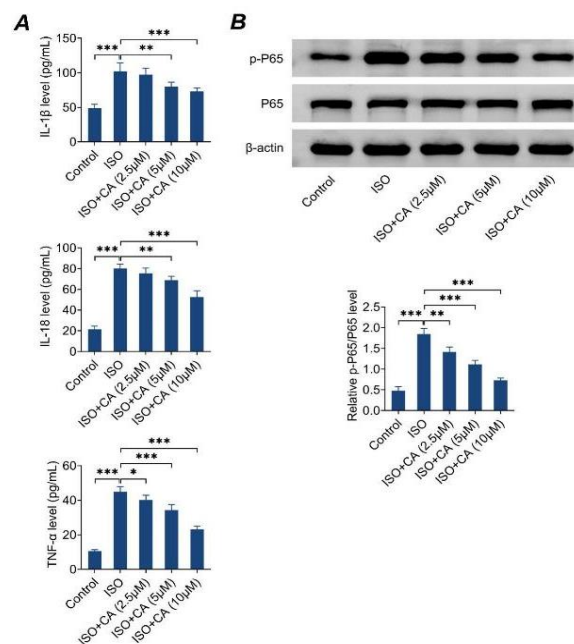 A
IL-1β level (pg/mL)
150
100
50
0
***
**
***
Control
ISO
ISO+CA (2.5μM)
ISO+CA (5μM)
ISO+CA (10μM)
IL-18 level (pg/mL)
100
80
60
40
20
0
***
**
***
Control
ISO
ISO+CA (2.5μM)
ISO+CA (5μM)
ISO+CA (10μM)
TNF-α level (pg/mL)
60
40
20
0
***
***
*** *
Control
ISO
ISO+CA (2.5μM)
ISO+CA (5μM)
ISO+CA (10μM)
B
p-P65
P65
β-actin
Control
ISO
ISO+CA (2.5μM)
ISO+CA (5μM)
ISO+CA (10μM)
Relative p-P65/P65 level
2.5
2.0
1.5
1.0
0.5
0.0
***
***
*** **
Control
ISO
ISO+CA (2.5μM)
ISO+CA (5μM)
ISO+CA (10μM)